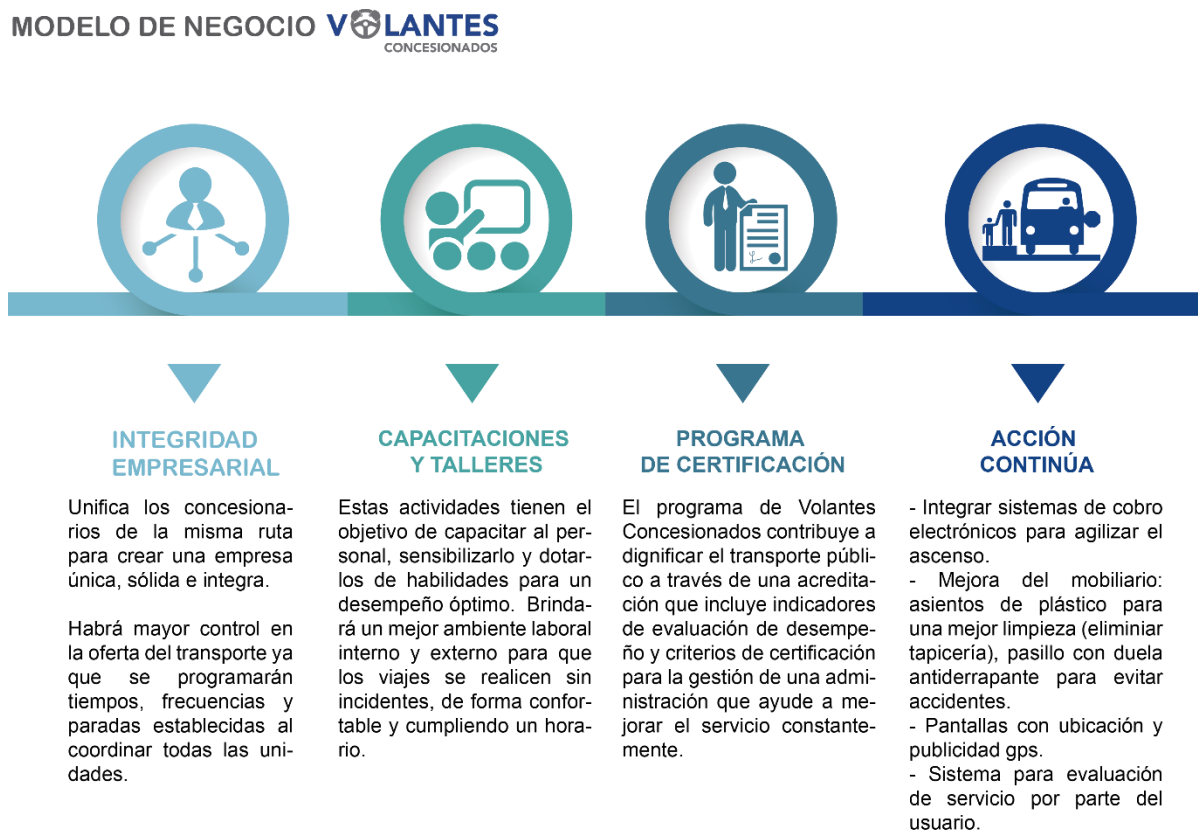 MODELO DE NEGOCIO VOLANTES
CONCESIONADOS
INTEGRIDAD
EMPRESARIAL
Unifica los concesiona-
rios de la misma ruta
para crear una empresa
única, sólida e integra.
Habrá mayor control en
la oferta del transporte ya
que se programarán
tiempos, frecuencias y
paradas establecidas al
coordinar todas las uni-
dades.
CAPACITACIONES
Y TALLERES
Estas actividades tienen el
objetivo de capacitar al per-
sonal, sensibilizarlo y dotar-
los de habilidades para un
desempeño óptimo. Brinda-
rá un mejor ambiente laboral
interno y externo para que
los viajes se realicen sin
incidentes, de forma confor-
table y cumpliendo un hora-
rio.
PROGRAMA
DE CERTIFICACIÓN
El programa de Volantes
Concesionados contribuye a
dignificar el transporte públi-
co a través de una acredita-
ción que incluye indicadores
de evaluación de desempe-
ño y criterios de certificación
para la gestión de una admi-
nistración que ayude a me-
jorar el servicio constante-
mente.
ACCIÓN
CONTINÚA
- Integrar sistemas de cobro
electrónicos para agilizar el
ascenso.
- Mejora del mobiliario:
asientos de plástico para
una mejor limpieza (eliminiar
tapicería), pasillo con duela
antiderrapante para evitar
accidentes.
- Pantallas con ubicación y
publicidad gps.
- Sistema para evaluación
de servicio por parte del
usuario.